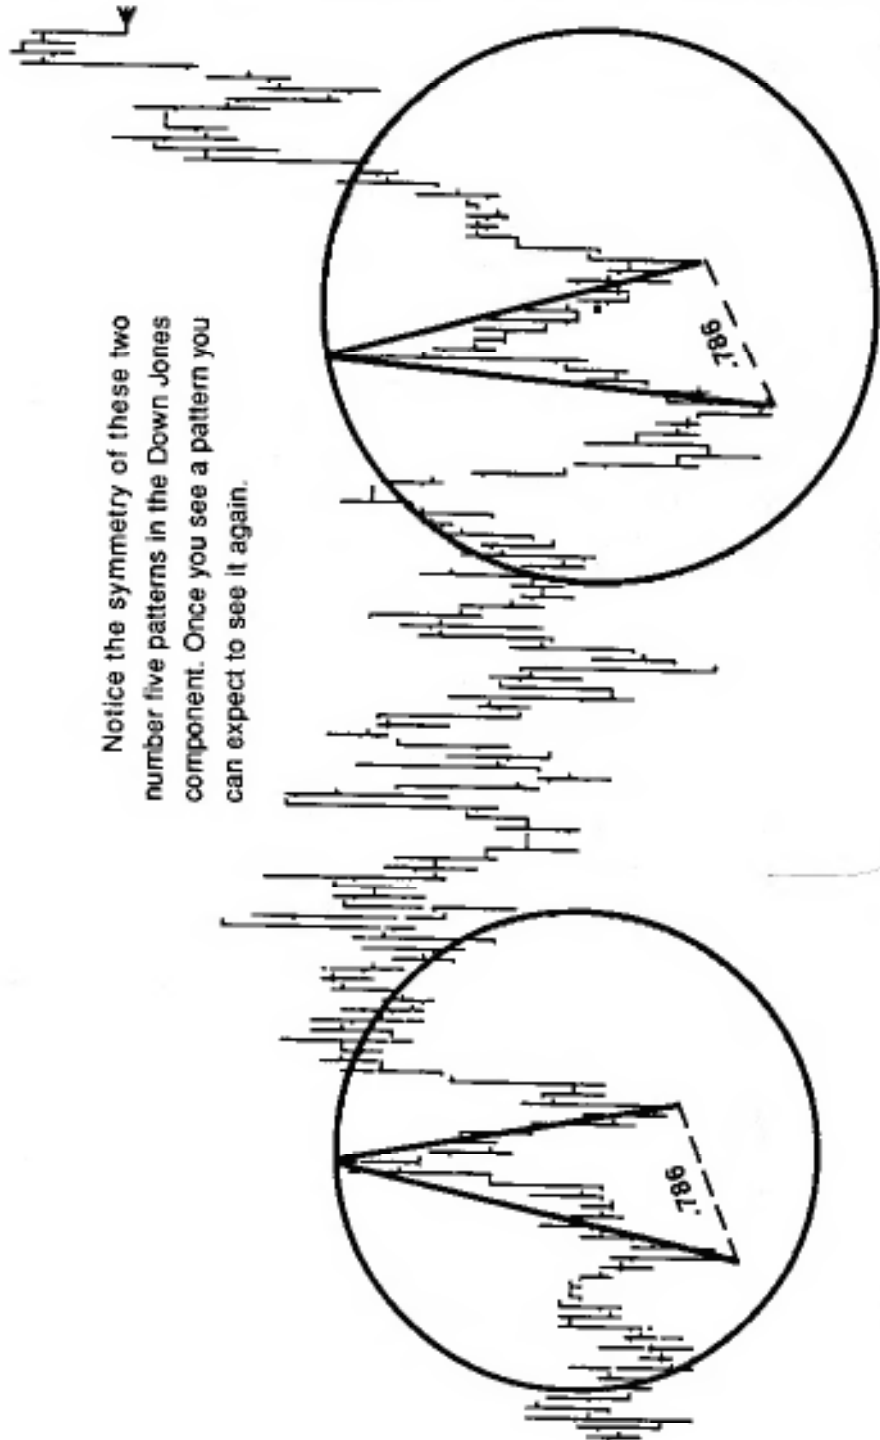 Notice the symmetry of these two
number five patterns in the Down Jones
component. Once you see a pattern you
can expect to see it again.
.786
.786